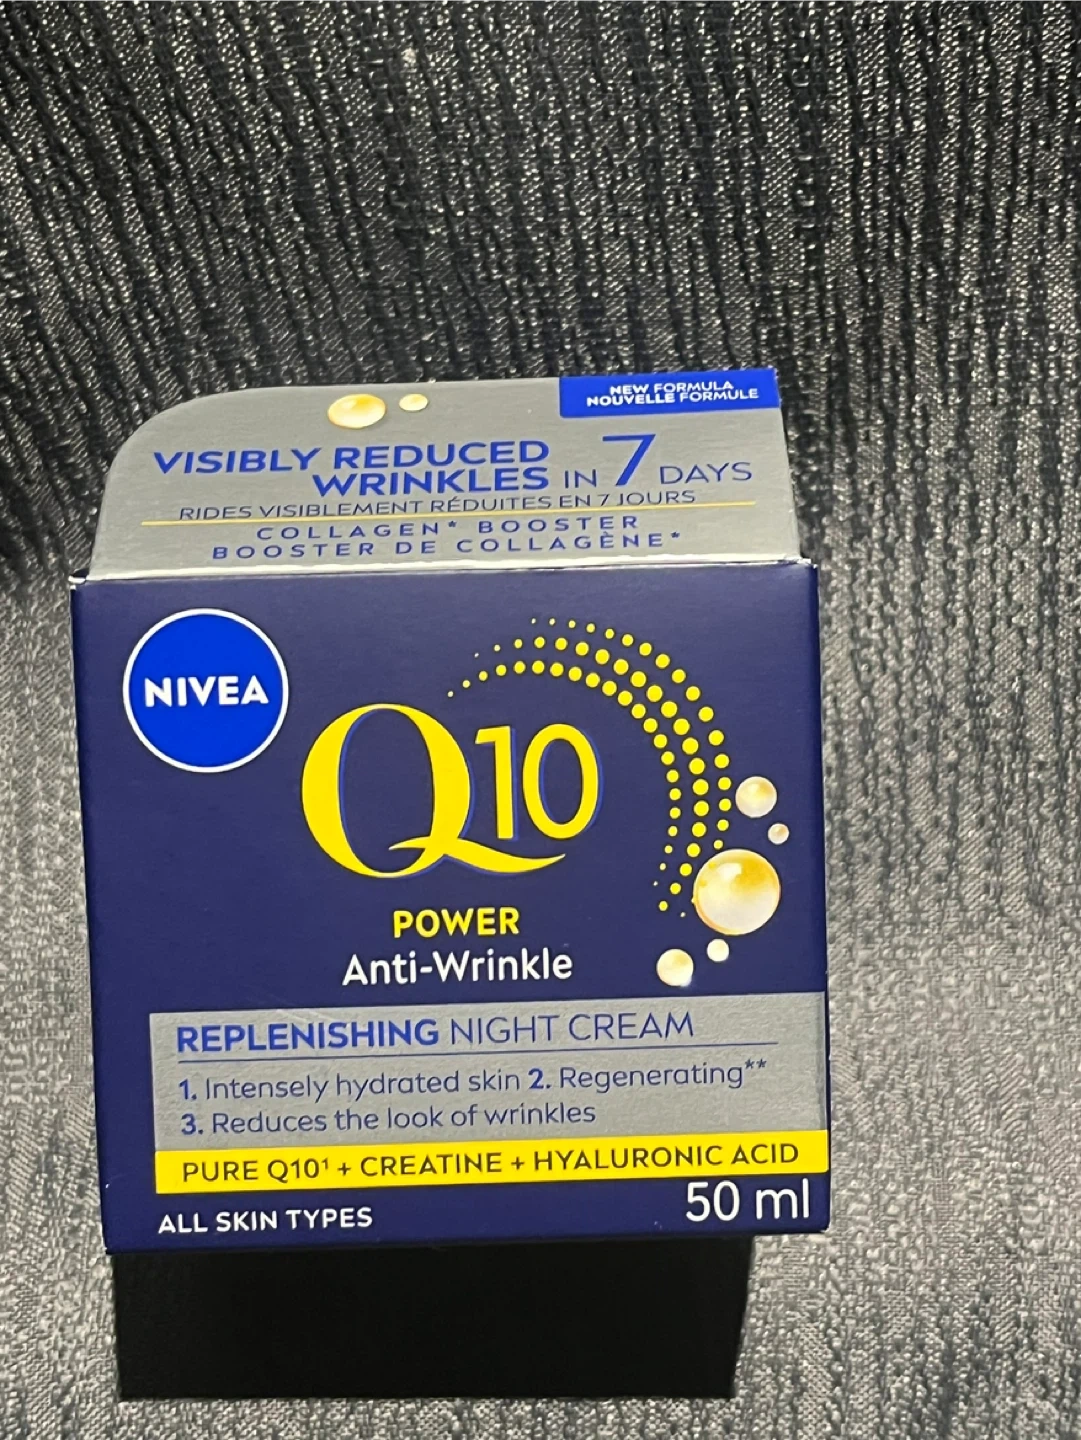 NEW FORMULA
NOUVELLE FORMULE
VISIBLY REDUCED
WRINKLES IN 7 DAYS
RIDES VISIBLEMENT RÉDUITES EN 7 JOURS
COLLAGEN* BOOSTER
BOOSTER DE COLLAGÈNE*
NIVEA
Q10
POWER
Anti-Wrinkle
REPLENISHING NIGHT CREAM
1. Intensely hydrated skin 2. Regenerating**
3. Reduces the look of wrinkles
PURE Q10¹ + CREATINE + HYALURONIC ACID
50 ml
ALL SKIN TYPES